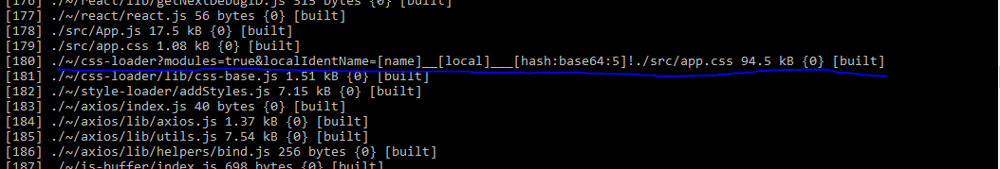 [176] ./~/react/lib/getNextDebugID.js 515 bytes {0} [built]
[177] ./~/react/react.js 56 bytes {0} [built]
[178] ./src/App.js 17.5 kB {0} [built]
[179] ./src/app.css 1.08 kB {0} [built]
[180] ./~/css-loader?modules=true&localIdentName=[name]__[local]___[hash:base64:5]!./src/app.css 94.5 kB {0} [built]
[181] ./~/css-loader/lib/css-base.js 1.51 kB {0} [built]
[182] ./~/style-loader/addStyles.js 7.15 kB {0} [built]
[183] ./~/axios/index.js 40 bytes {0} [built]
[184] ./~/axios/lib/axios.js 1.37 kB {0} [built]
[185] ./~/axios/lib/utils.js 7.54 kB {0} [built]
[186] ./~/axios/lib/helpers/bind.js 256 bytes {0} [built]
[187] ./~/is-buffer/index.js 698 bytes {0} [built]